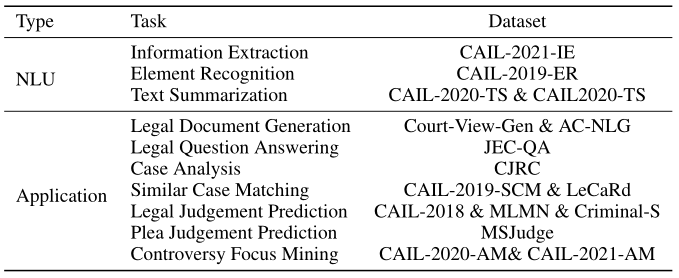 Type Task Dataset
NLU
Information Extraction CAIL-2021-IE
Element Recognition CAIL-2019-ER
Text Summarization CAIL-2020-TS & CAIL2020-TS
Application
Legal Document Generation Court-View-Gen & AC-NLG
Legal Question Answering JEC-QA
Case Analysis CJRC
Similar Case Matching CAIL-2019-SCM & LeCaRd
Legal Judgement Prediction CAIL-2018 & MLMN & Criminal-S
Plea Judgement Prediction MSJudge
Controversy Focus Mining CAIL-2020-AM& CAIL-2021-AM